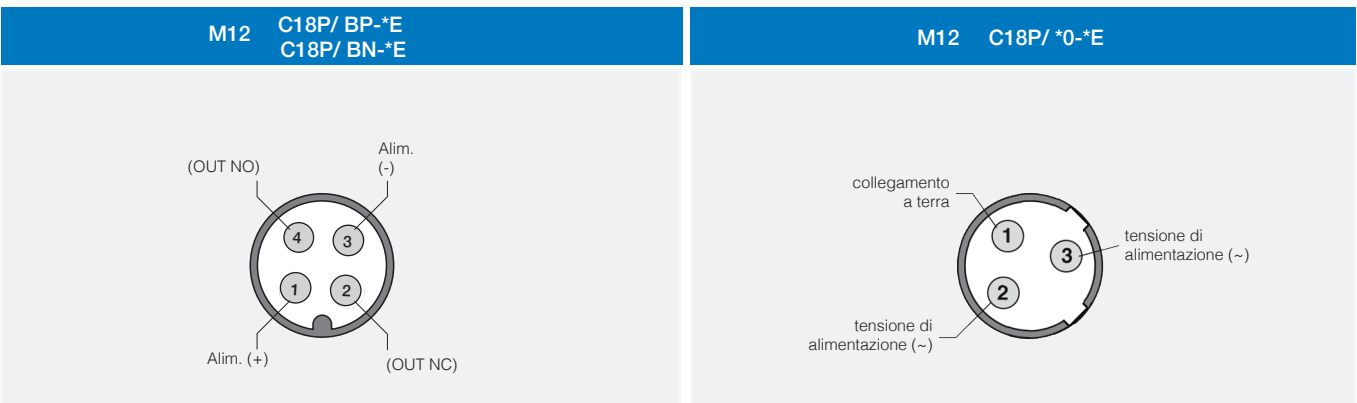 M12
C18P/ BP-*E
C18P/ BN-*E
M12 C18P/ *0-*E
(OUT NO)
Alim.
(-)
4
3
1
2
Alim. (+)
(OUT NC)
collegamento
a terra
1
3
2
tensione di
alimentazione (~)
tensione di
alimentazione (~)